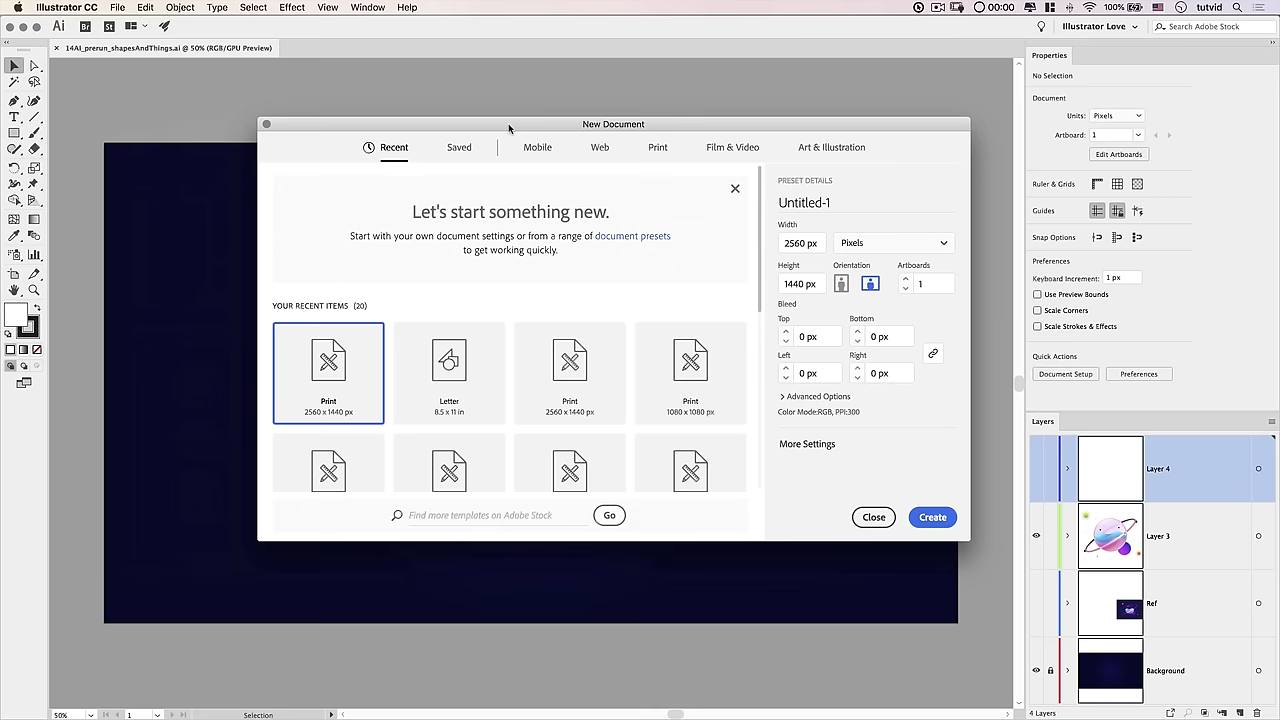 Illustrator CC File Edit Object Type Select Effect View Window Help 00:00 100% tutvid
Ai Br St Illustrator Love Search Adobe Stock
14AI_prerun_shapesAndThings.ai @ 50% (RGB/GPU Preview)
New Document
Recent Saved Mobile Web Print Film & Video Art & Illustration
Let's start something new.
Start with your own document settings or from a range of document presets
to get working quickly.
YOUR RECENT ITEMS (20)
Print
2560 x 1440 px
Letter
8.5 x 11 in
Print
2560 x 1440 px
Print
1080 x 1080 px
Find more templates on Adobe Stock Go
PRESET DETAILS
Untitled-1
Width
2560 px Pixels
Height Orientation Artboards
1440 px 1
Bleed
Top Bottom
0 px 0 px
Left Right
0 px 0 px
Advanced Options
Color Mode:RGB, PPI:300
More Settings
Close Create
Properties
No Selection
Document
Units: Pixels
Artboard: 1
Edit Artboards
Ruler & Grids
Guides
Snap Options
Preferences
Keyboard Increment: 1 px
Use Preview Bounds
Scale Corners
Scale Strokes & Effects
Quick Actions
Document Setup Preferences
Layers
Layer 4
Layer 3
Ref
Background
4 Layers
50% 1 Selection